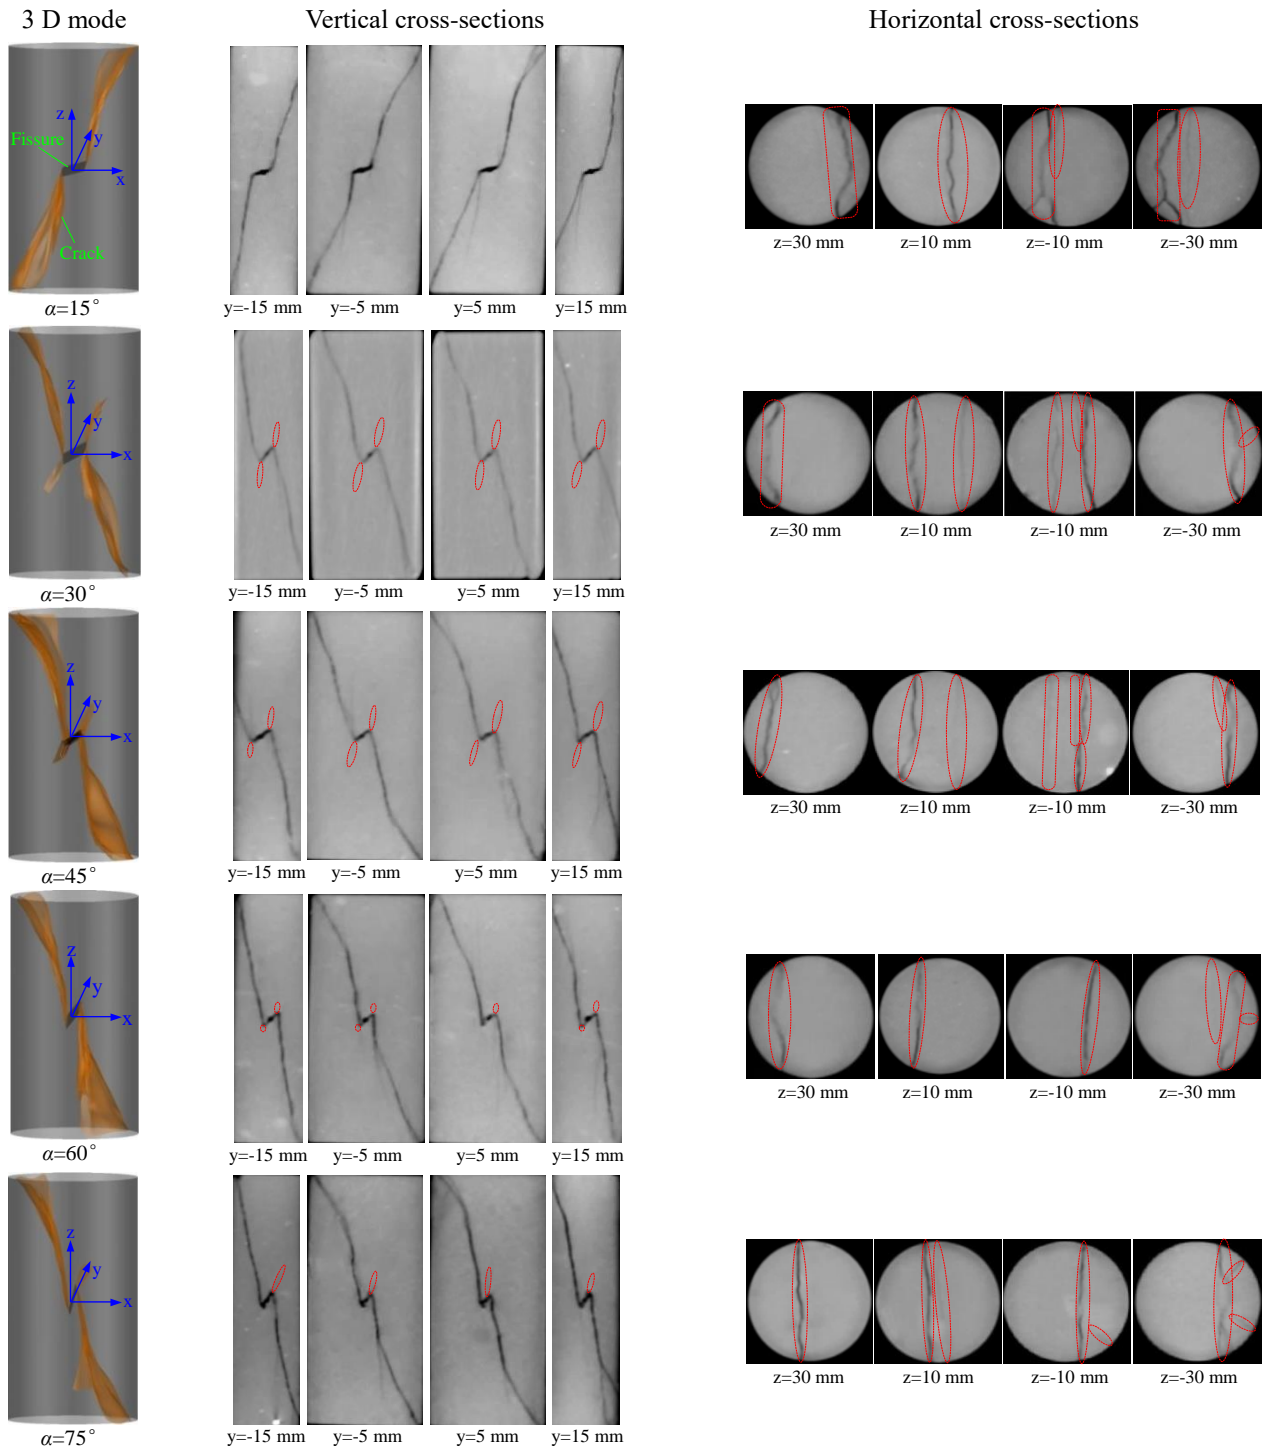 3 D mode Vertical cross-sections Horizontal cross-sections
z
Fissure y
x
Crack
z=30 mm z=10 mm z=-10 mm z=-30 mm
α=15° y=-15 mm y=-5 mm y=5 mm y=15 mm
z
y
x
z=30 mm z=10 mm z=-10 mm z=-30 mm
α=30° y=-15 mm y=-5 mm y=5 mm y=15 mm
z
y
x
z=30 mm z=10 mm z=-10 mm z=-30 mm
α=45° y=-15 mm y=-5 mm y=5 mm y=15 mm
z
y
x
z=30 mm z=10 mm z=-10 mm z=-30 mm
α=60° y=-15 mm y=-5 mm y=5 mm y=15 mm
z
y
x
z=30 mm z=10 mm z=-10 mm z=-30 mm
α=75° y=-15 mm y=-5 mm y=5 mm y=15 mm